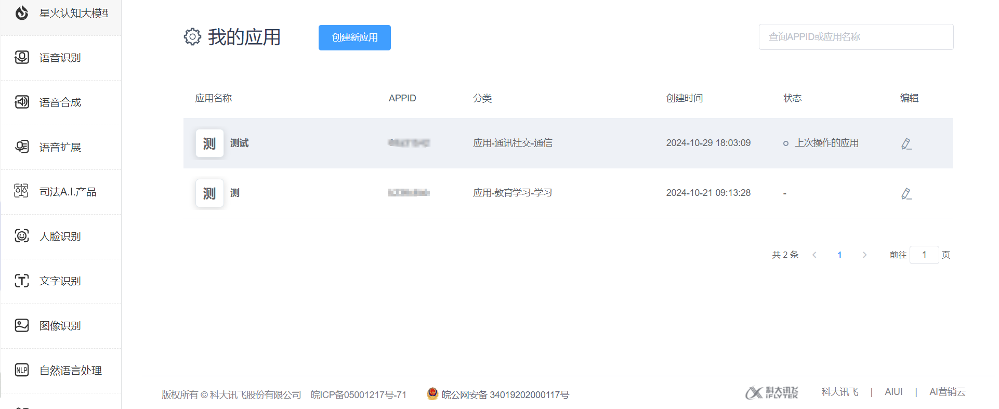 星火认知大模型
语音识别
语音合成
语音扩展
司法A.I.产品
人脸识别
文字识别
图像识别
NLP 自然语言处理
我的应用
创建新应用
查询APPID或应用名称
应用名称 APPID 分类 创建时间 状态 编辑
测 测试 应用-通讯社交-通信 2024-10-29 18:03:09 上次操作的应用
测 测 应用-教育学习-学习 2024-10-21 09:13:28 -
共 2 条 1 前往 1 页
版权所有 © 科大讯飞股份有限公司 皖ICP备05001217号-71 皖公网安备 34019202000117号
科大讯飞 iFLYTEK 科大讯飞 | AIUI | AI营销云